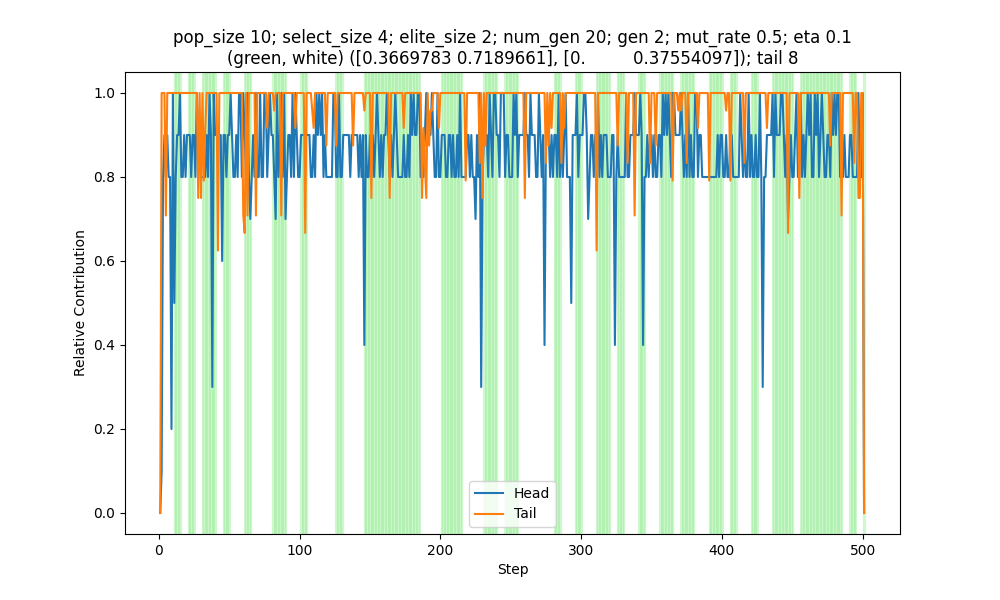 pop_size 10; select_size 4; elite_size 2; num_gen 20; gen 2; mut_rate 0.5; eta 0.1
(green, white) ([0.3669783 0.7189661], [0.         0.37554097]); tail 8
1.0
0.8
0.6
0.4
0.2
0.0
Relative Contribution
Head
Tail
0 100 200 300 400 500
Step